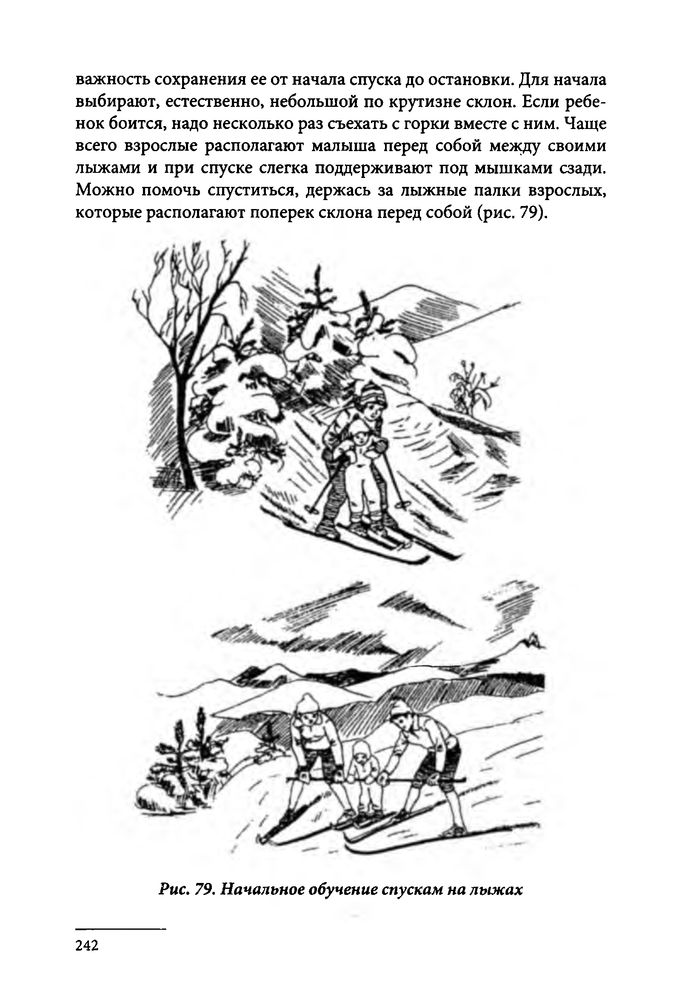 важность сохранения ее от начала спуска до остановки. Для начала
выбирают, естественно, небольшой по крутизне склон. Если ребе-
нок боится, надо несколько раз съехать с горки вместе с ним. Чаще
всего взрослые располагают малыша перед собой между своими
лыжами и при спуске слегка поддерживают под мышками сзади.
Можно помочь спуститься, держась за лыжные палки взрослых,
которые располагают поперек склона перед собой (рис. 79).
Рис. 79. Начальное обучение спускам на лыжах
242